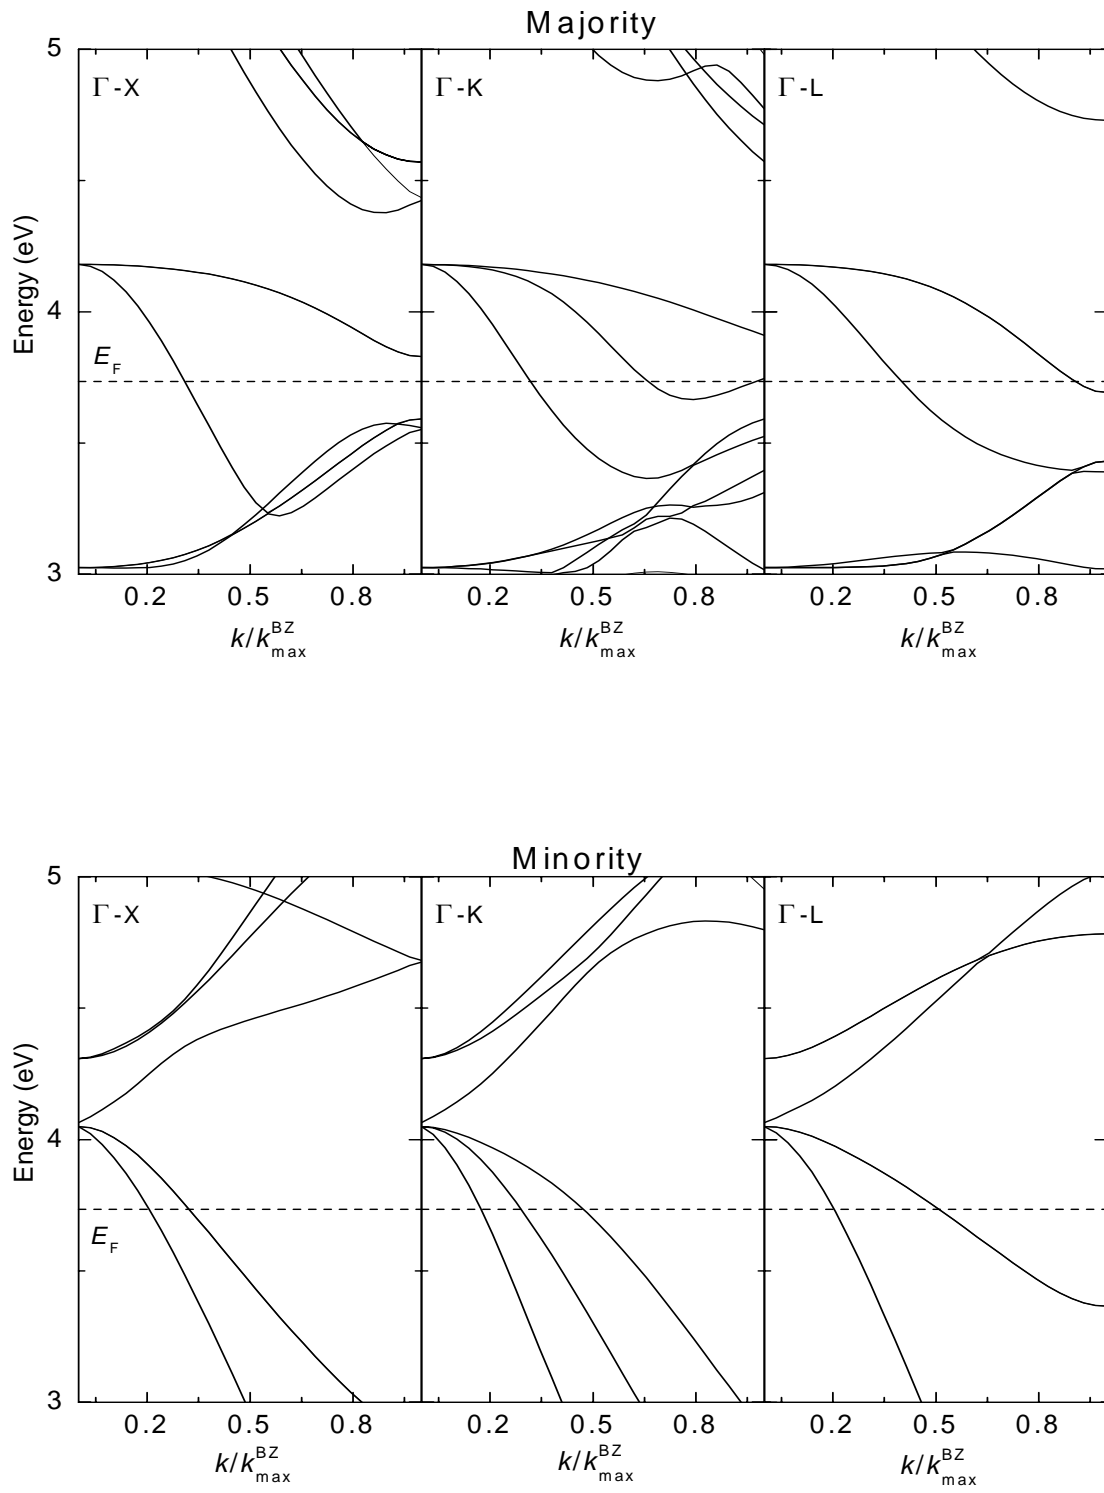 Majority
5
4
3
Energy (eV)
Γ-X
Γ-K
Γ-L
E_F
0.2 0.5 0.8
0.2 0.5 0.8
0.2 0.5 0.8
k/k_max^BZ
k/k_max^BZ
k/k_max^BZ
Minority
5
4
3
Energy (eV)
Γ-X
Γ-K
Γ-L
E_F
0.2 0.5 0.8
0.2 0.5 0.8
0.2 0.5 0.8
k/k_max^BZ
k/k_max^BZ
k/k_max^BZ